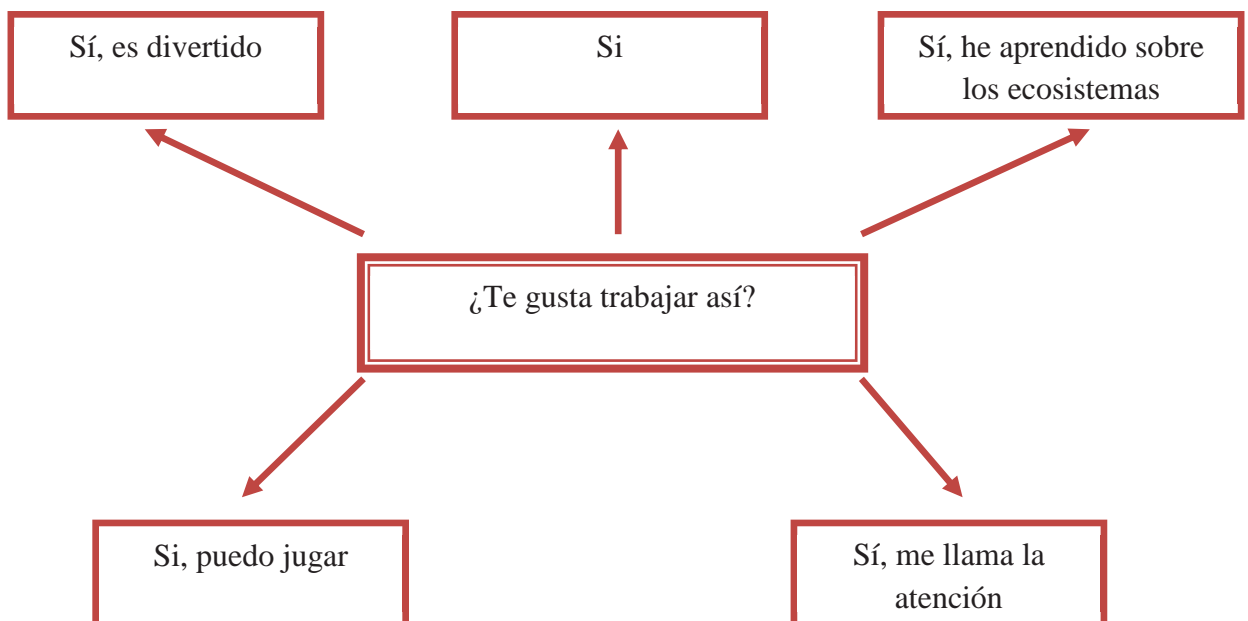 Sí, es divertido
Si
Sí, he aprendido sobre
los ecosistemas
¿Te gusta trabajar así?
Si, puedo jugar
Sí, me llama la
atención